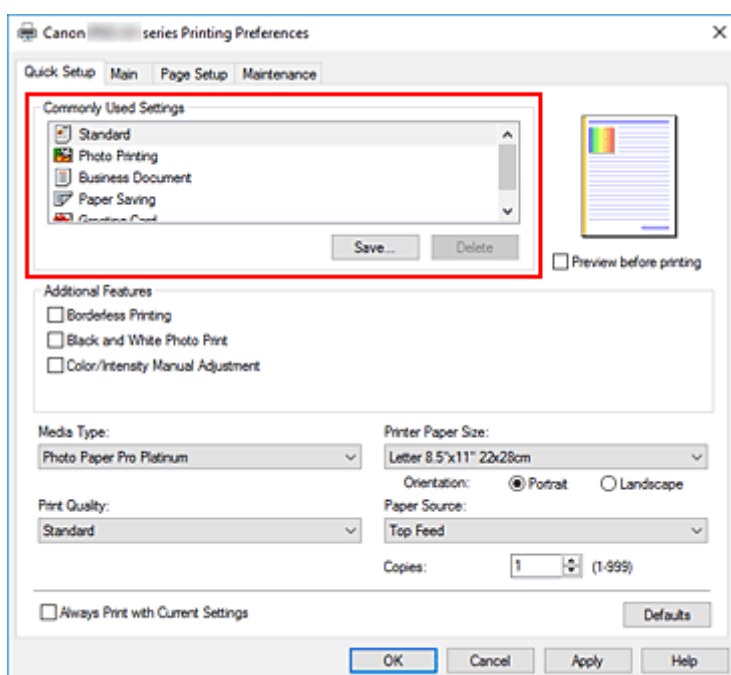 Canon series Printing Preferences
Quick Setup Main Page Setup Maintenance
Commonly Used Settings
Standard
Photo Printing
Business Document
Paper Saving
Greeting Card
Save... Delete
Preview before printing
Additional Features
Borderless Printing
Black and White Photo Print
Color/Intensity Manual Adjustment
Media Type: Printer Paper Size:
Photo Paper Pro Platinum Letter 8.5"x11" 22x28cm
Orientation: Portrait Landscape
Print Quality: Paper Source:
Standard Top Feed
Copies: 1 (1-999)
Always Print with Current Settings Defaults
OK Cancel Apply Help